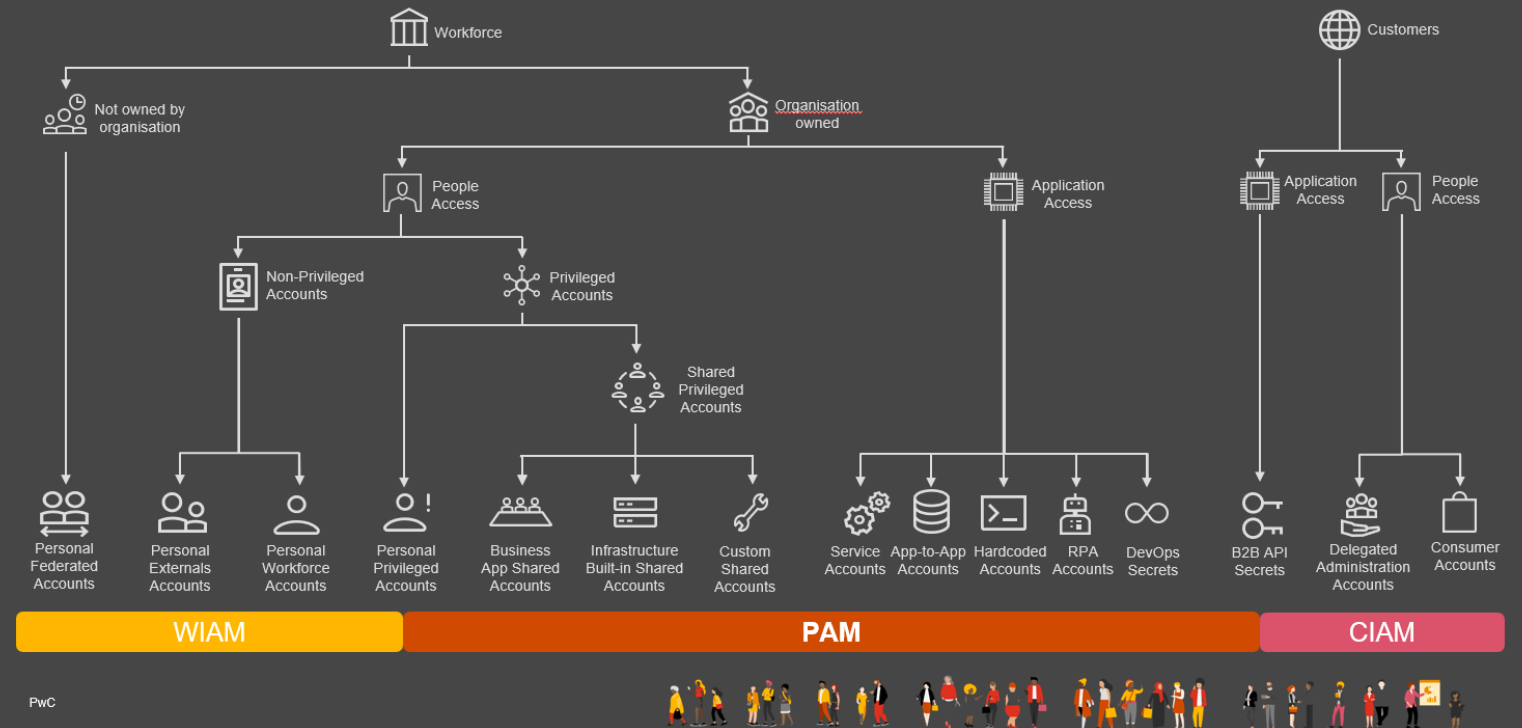 Workforce
Customers
Not owned by
organisation
Organisation
owned
People
Access
Application
Access
Application
Access
People
Access
Non-Privileged
Accounts
Privileged
Accounts
Shared
Privileged
Accounts
Personal
Federated
Accounts
Personal
Externals
Accounts
Personal
Workforce
Accounts
Personal
Privileged
Accounts
Business
App Shared
Accounts
Infrastructure
Built-in Shared
Accounts
Custom
Shared
Accounts
Service
Accounts
App-to-App
Accounts
Hardcoded
Accounts
RPA
Accounts
DevOps
Secrets
B2B API
Secrets
Delegated
Administration
Accounts
Consumer
Accounts
WIAM
PAM
CIAM
PwC